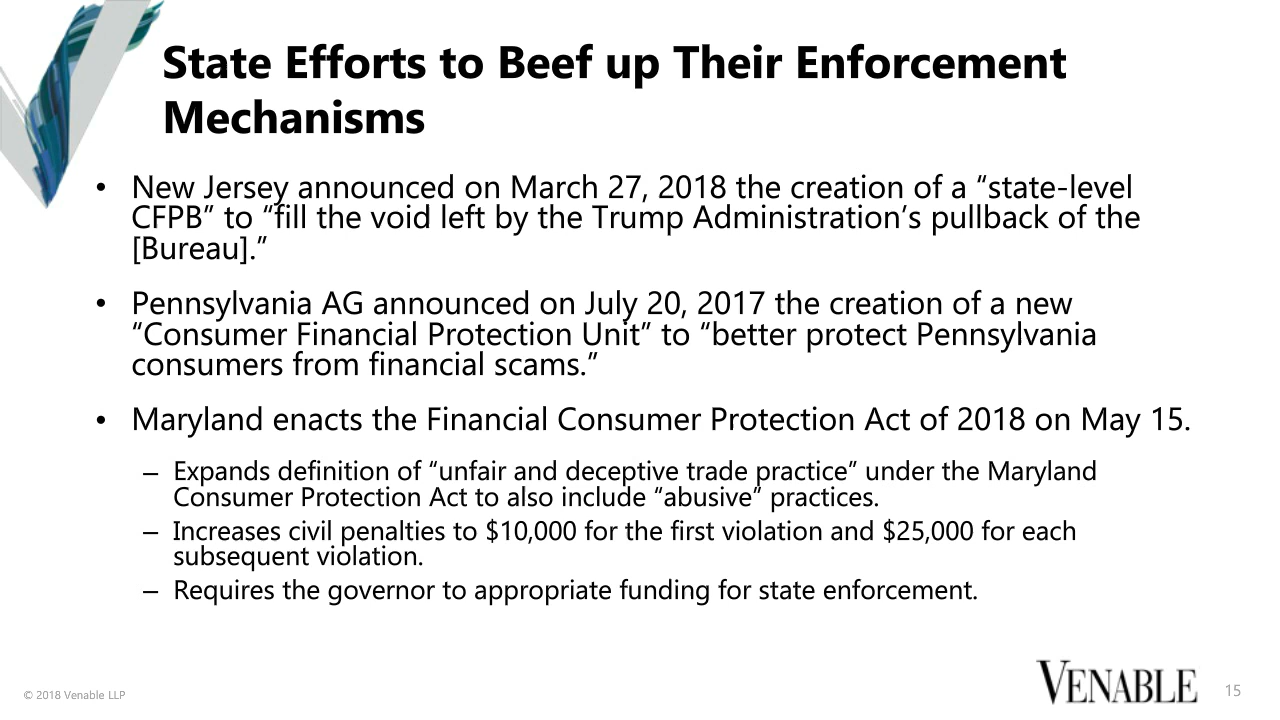 State Efforts to Beef up Their Enforcement
Mechanisms
• New Jersey announced on March 27, 2018 the creation of a “state-level
CFPB” to “fill the void left by the Trump Administration’s pullback of the
[Bureau].”
• Pennsylvania AG announced on July 20, 2017 the creation of a new
“Consumer Financial Protection Unit” to “better protect Pennsylvania
consumers from financial scams.”
• Maryland enacts the Financial Consumer Protection Act of 2018 on May 15.
– Expands definition of “unfair and deceptive trade practice” under the Maryland
Consumer Protection Act to also include “abusive” practices.
– Increases civil penalties to $10,000 for the first violation and $25,000 for each
subsequent violation.
– Requires the governor to appropriate funding for state enforcement.
© 2018 Venable LLP
VENABLE
15